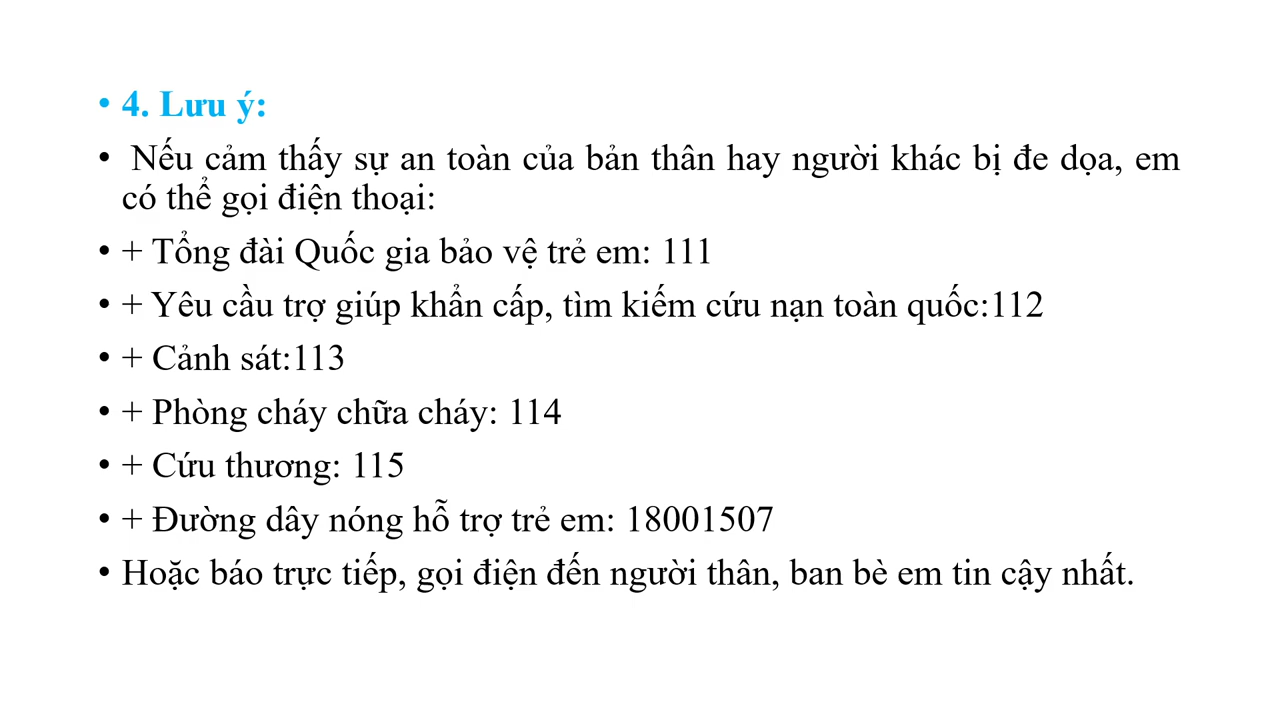 • 4. Lưu ý:
• Nếu cảm thấy sự an toàn của bản thân hay người khác bị đe dọa, em
có thể gọi điện thoại:
• + Tổng đài Quốc gia bảo vệ trẻ em: 111
• + Yêu cầu trợ giúp khẩn cấp, tìm kiếm cứu nạn toàn quốc:112
• + Cảnh sát:113
• + Phòng cháy chữa cháy: 114
• + Cứu thương: 115
• + Đường dây nóng hỗ trợ trẻ em: 18001507
• Hoặc báo trực tiếp, gọi điện đến người thân, ban bè em tin cậy nhất.